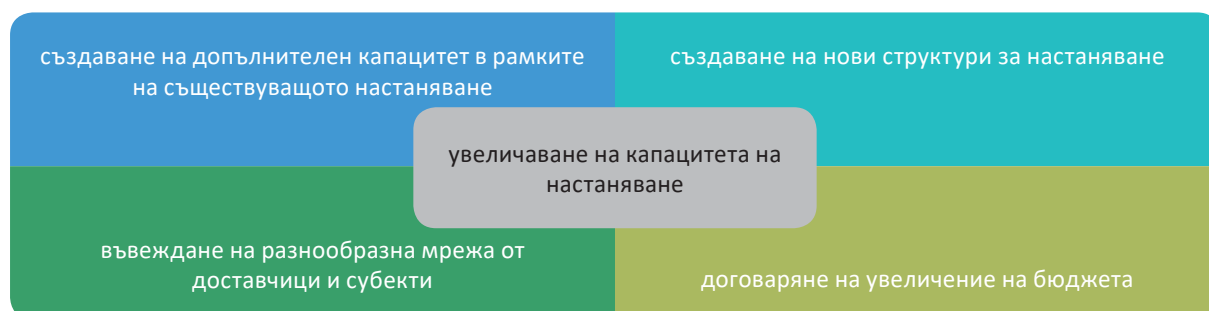 създаване на допълнителен капацитет в рамките
на съществуващото настаняване
създаване на нови структури за настаняване
увеличаване на капацитета на
настаняване
въвеждане на разнообразна мрежа от
доставчици и субекти
договаряне на увеличение на бюджета